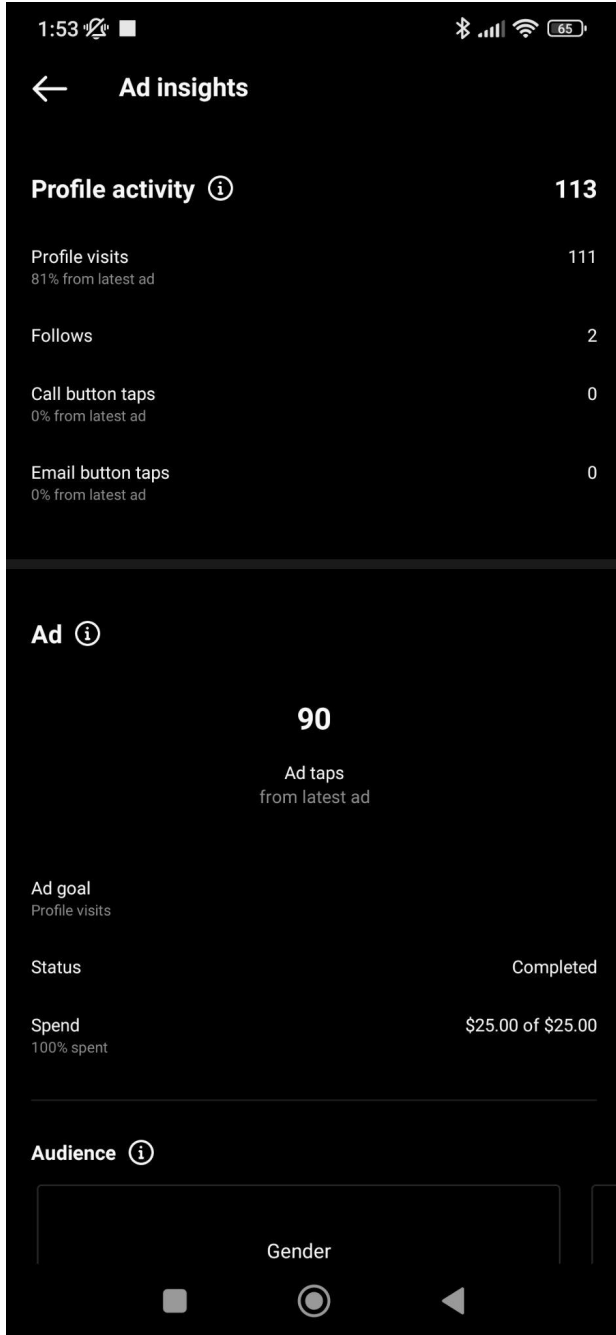 1:53
65
Ad insights
Profile activity
113
Profile visits
111
81% from latest ad
Follows
2
Call button taps
0
0% from latest ad
Email button taps
0
0% from latest ad
Ad
90
Ad taps
from latest ad
Ad goal
Profile visits
Status
Completed
Spend
$25.00 of $25.00
100% spent
Audience
Gender